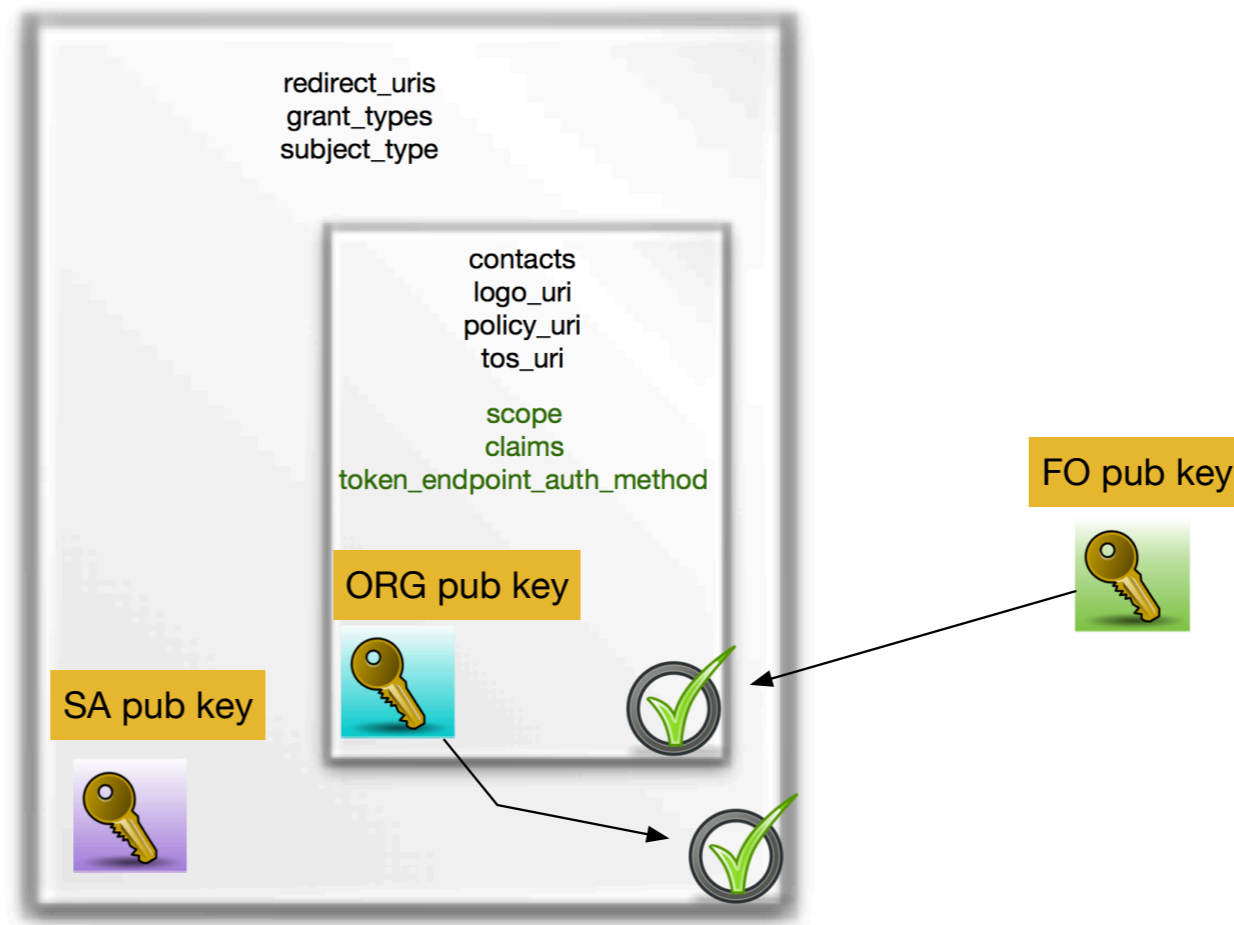 redirect_uris
grant_types
subject_type
contacts
logo_uri
policy_uri
tos_uri
scope
claims
token_endpoint_auth_method
FO pub key
ORG pub key
SA pub key